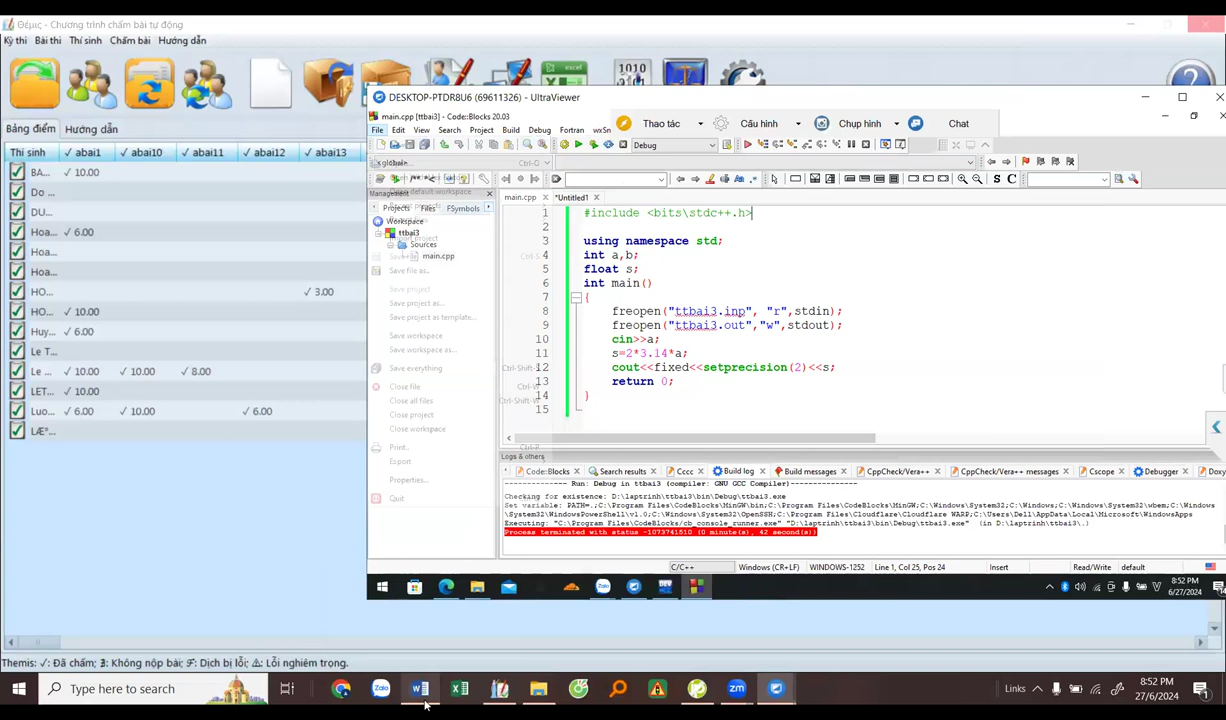 Θέμις - Chương trình chấm bài tự động
Kỳ thi Bài thi Thí sinh Chấm bài Hướng dẫn
Bảng điểm Hướng dẫn
Thí sinh ✓ abai1 ✓ abai10 ✓ abai11 ✓ abai12 ✓ abai13
BA... ✓ 10.00
Do ...
DU...
Hoa... ✓ 6.00
Hoa...
Hoa...
HO... ✓ 3.00
HO... ✓ 10.00
Huy... ✓ 6.00
Le T...
Le ... ✓ 10.00 ✓ 10.00 ✓ 8.00
LET... ✓ 10.00
Luo... ✓ 6.00 ✓ 10.00 ✓ 6.00
LÆ°...
DESKTOP-PTDR8U6 (69611326) - UltraViewer
main.cpp [ttbai3] - Code::Blocks 20.03
Thao tác Cấu hình Chụp hình Chat
File Edit View Search Project Build Debug Fortran wxSn
Debug
Management
Projects Files FSymbols
Workspace
ttbai3
Sources
main.cpp
Save file as...
Save project
Save project as...
Save project as template...
Save workspace
Save workspace as...
Save everything
Close file
Close all files
Close project
Close workspace
Print...
Export
Properties...
Quit
main.cpp *Untitled1
1 #include <bits\stdc++.h>
2
3 using namespace std;
4 int a,b;
5 float s;
6 int main()
7 {
8 freopen("ttbai3.inp", "r",stdin);
9 freopen("ttbai3.out","w",stdout);
10 cin>>a;
11 s=2*3.14*a;
12 cout<<fixed<<setprecision(2)<<s;
13 return 0;
14 }
15
Logs & others
Code::Blocks Search results Cccc Build log Build messages CppCheck/Vera++ CppCheck/Vera++ messages Cscope Debugger Doxy
-------------- Run: Debug in ttbai3 (compiler: GNU GCC Compiler)---------------
Checking for existence: D:\laptrinh\ttbai3\bin\Debug\ttbai3.exe
Set variable: PATH=.;C:\Program Files\CodeBlocks\MinGW\bin;C:\Program Files\CodeBlocks\MinGW;C:\Windows\System32;C:\Windows;C:\Windows\System32\wbem;C:\Windows
\System32\WindowsPowerShell\v1.0;C:\Windows\System32\OpenSSH;C:\Program Files\Cloudflare\Cloudflare WARP;C:\Users\Dell\AppData\Local\Microsoft\WindowsApps
Executing: "C:\Program Files\CodeBlocks/cb_console_runner.exe" "D:\laptrinh\ttbai3\bin\Debug\ttbai3.exe" (in D:\laptrinh\ttbai3\.)
Process terminated with status -1073741510 (0 minute(s), 42 second(s))
C/C++ Windows (CR+LF) WINDOWS-1252 Line 1, Col 25, Pos 24 Insert Read/Write default
8:52 PM
6/27/2024
Themis: ✓: Đã chấm; ∃: Không nộp bài; ₣: Dịch bị lỗi; ⚠: Lỗi nghiêm trọng.
Type here to search
Links
8:52 PM
27/6/2024